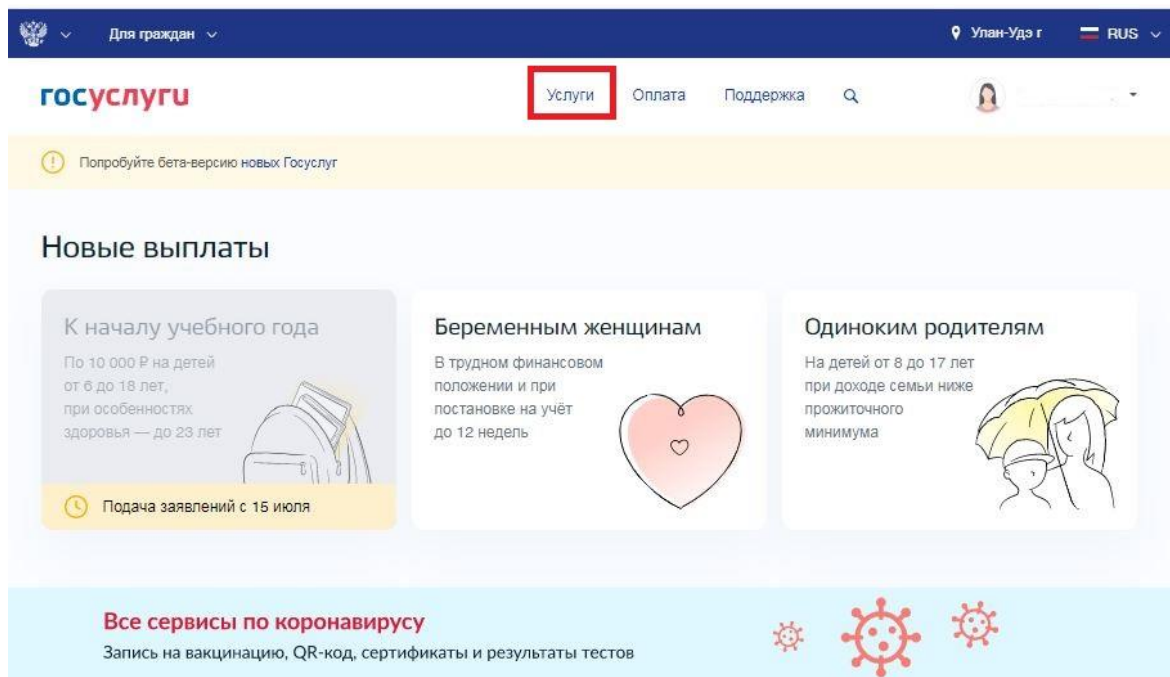 Для граждан
Улан-Удэ г
RUS
госуслуги
Услуги
Оплата
Поддержка
Попробуйте бета-версию новых Госуслуг
Новые выплаты
К началу учебного года
По 10 000 ₽ на детей
от 6 до 18 лет,
при особенностях
здоровья — до 23 лет
Подача заявлений с 15 июля
Беременным женщинам
В трудном финансовом
положении и при
постановке на учёт
до 12 недель
Одиноким родителям
На детей от 8 до 17 лет
при доходе семьи ниже
прожиточного
минимума
Все сервисы по коронавирусу
Запись на вакцинацию, QR-код, сертификаты и результаты тестов